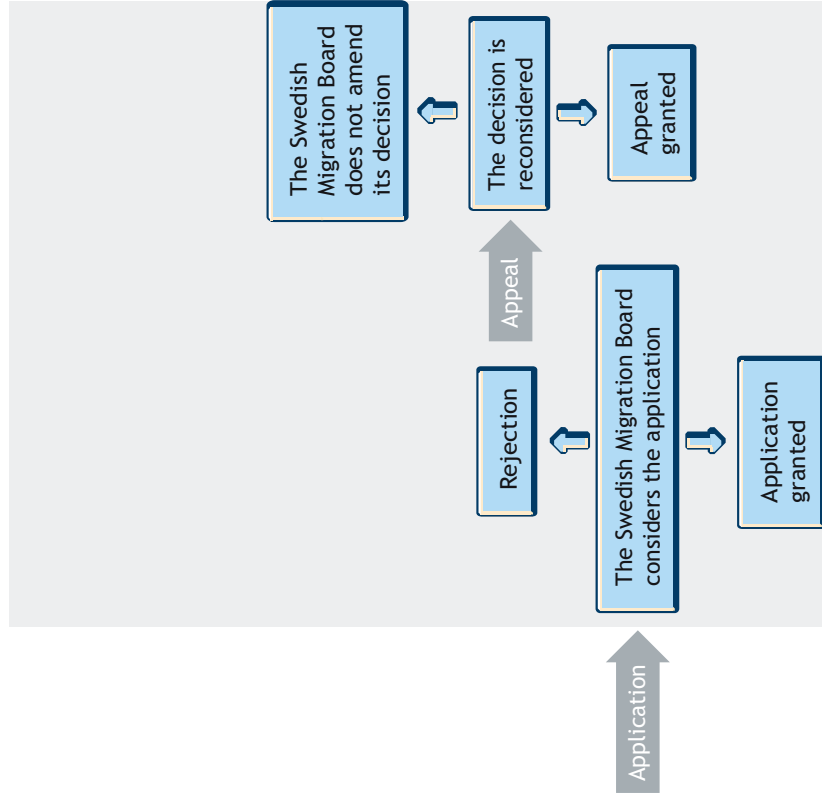 Application
The Swedish Migration Board
considers the application
Rejection
Application
granted
Appeal
The decision is
reconsidered
The Swedish
Migration Board
does not amend
its decision
Appeal
granted